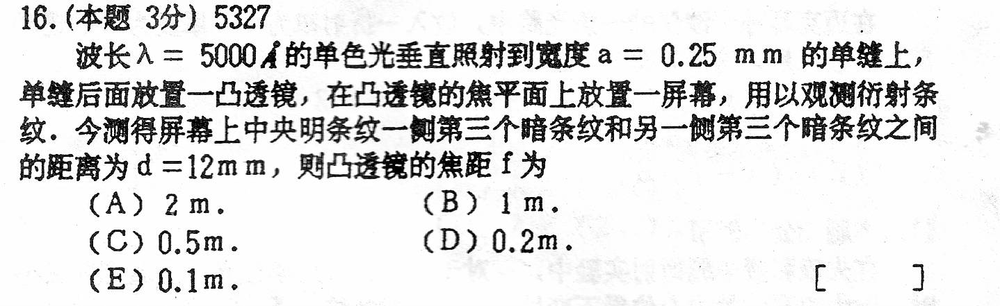 16.(本题 3分) 5327
波长λ = 5000Å的单色光垂直照射到宽度a = 0.25 mm 的单缝上,
单缝后面放置一凸透镜,在凸透镜的焦平面上放置一屏幕,用以观测衍射条
纹. 今测得屏幕上中央明条纹一侧第三个暗条纹和另一侧第三个暗条纹之间
的距离为d =12mm,则凸透镜的焦距f为
(A) 2 m. (B) 1 m.
(C) 0.5m. (D) 0.2m.
(E) 0.1m. [ ]